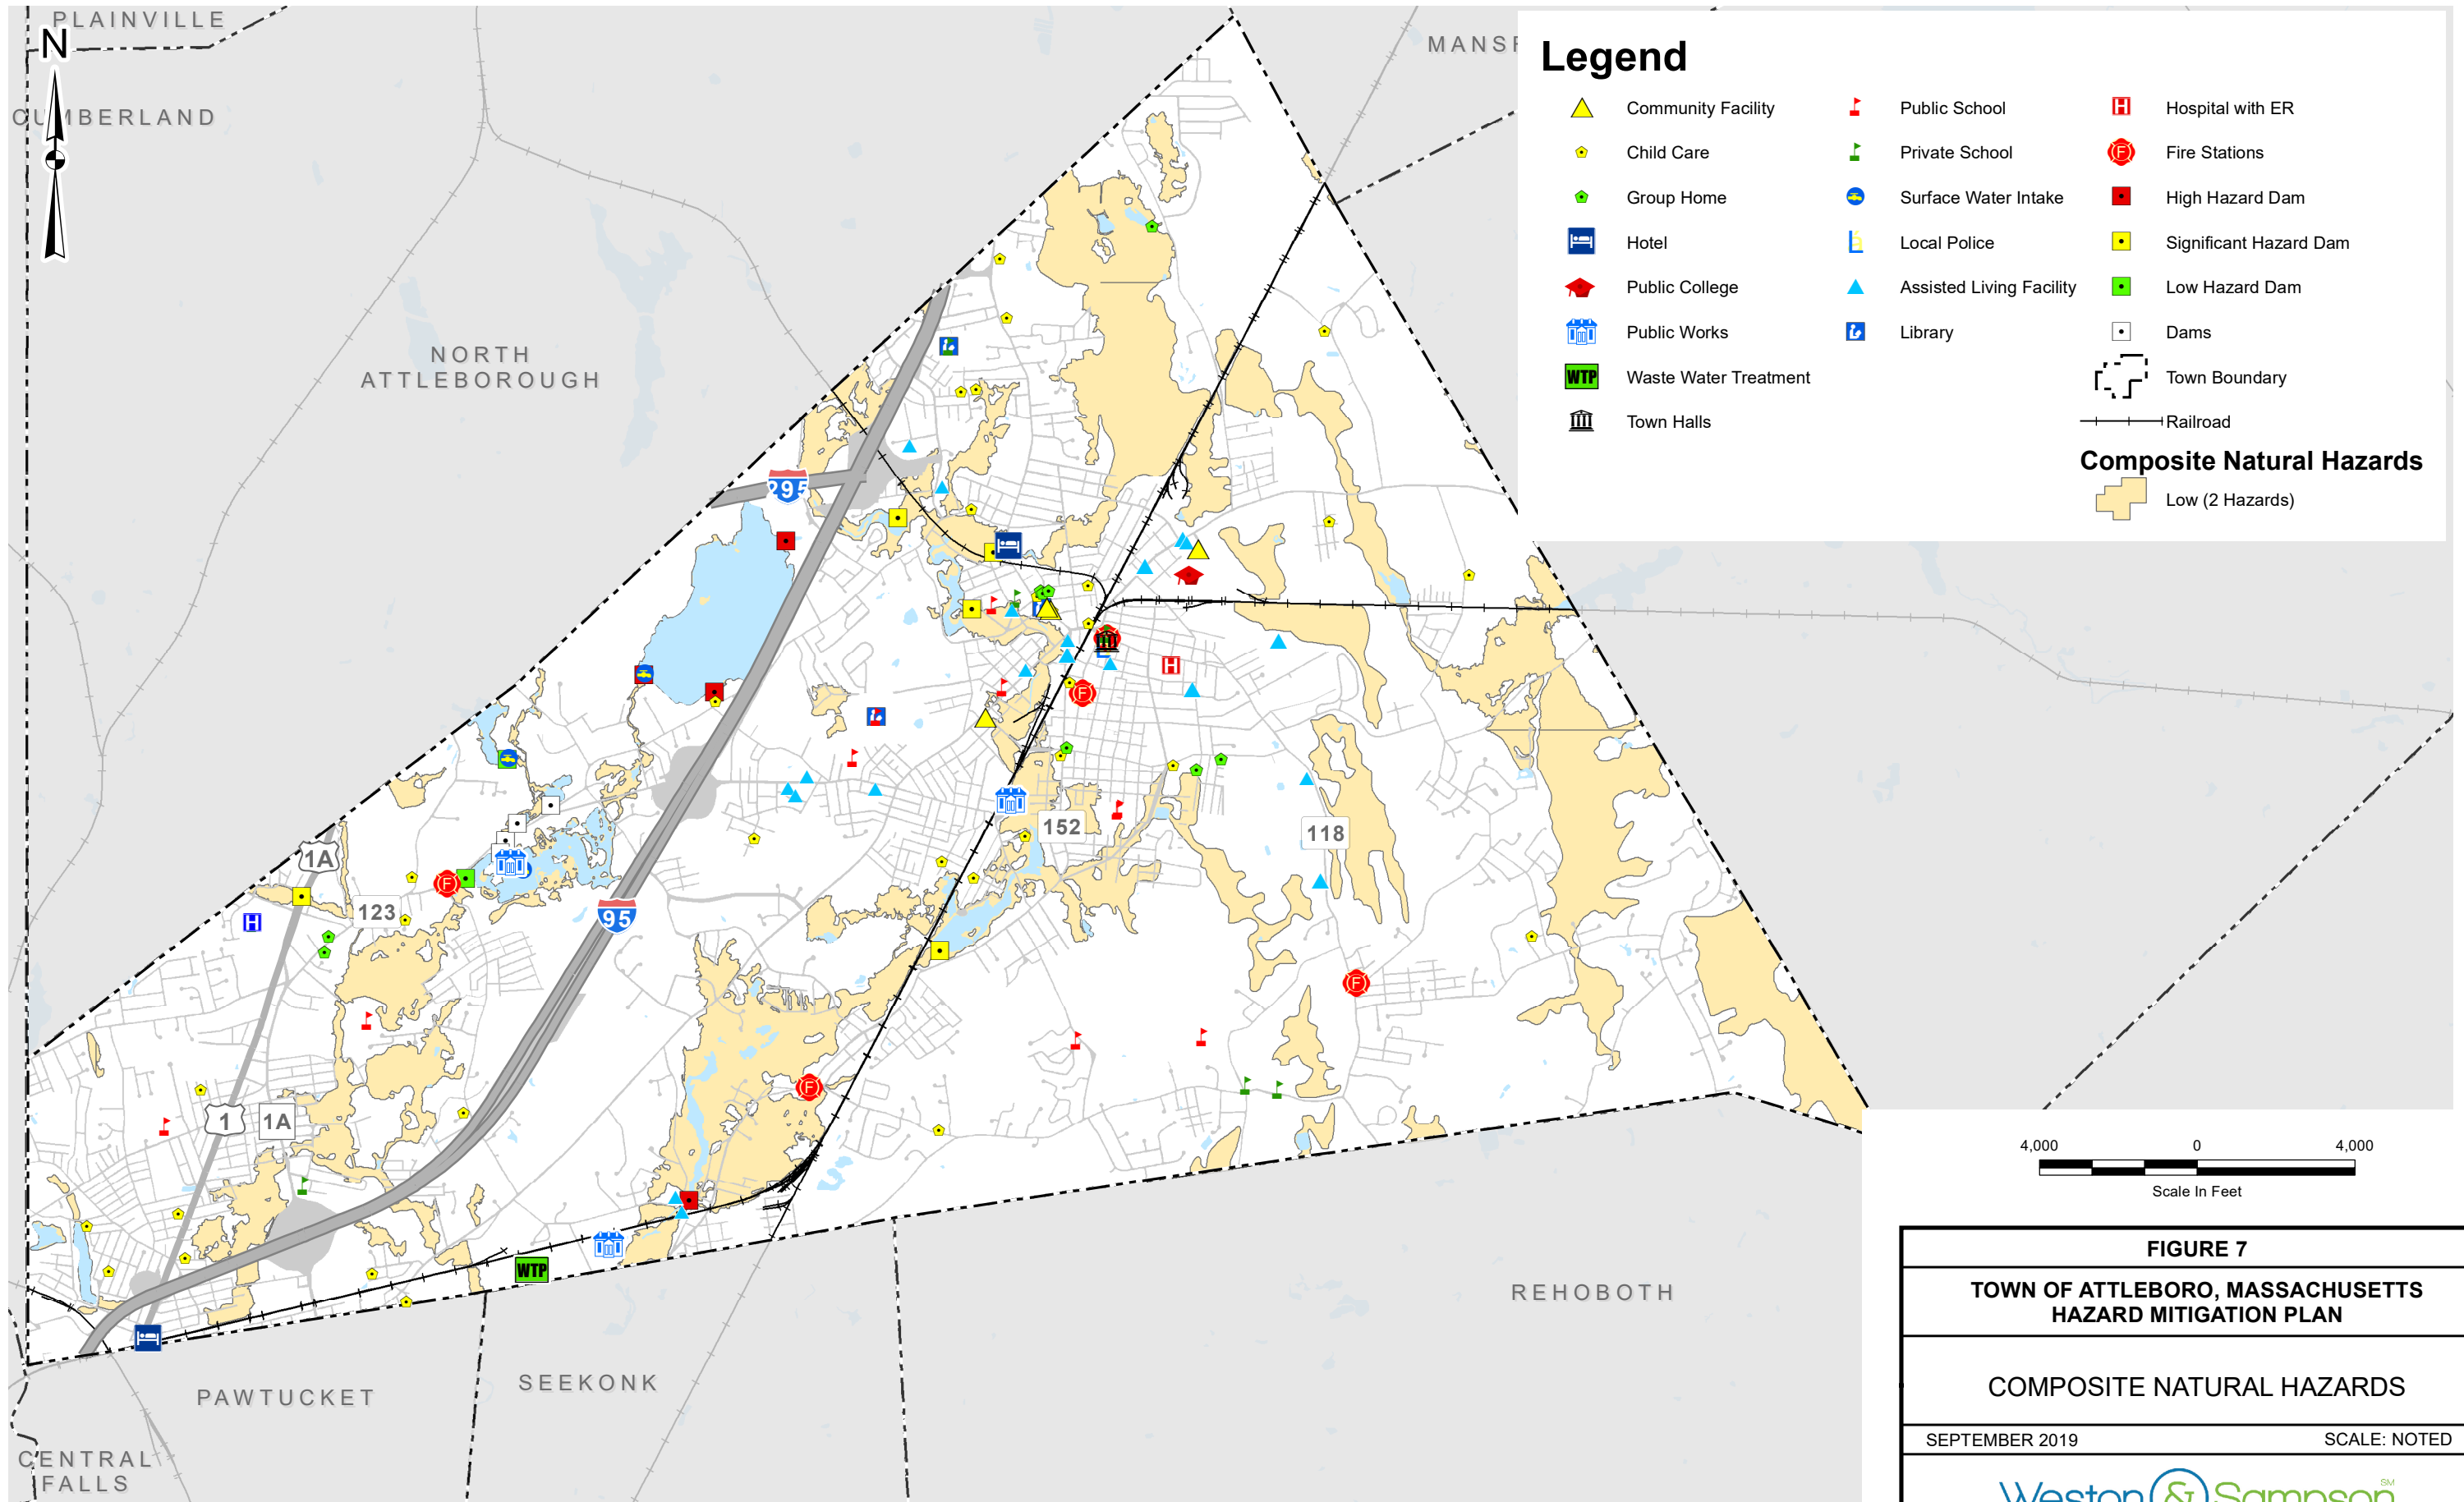 PLAINVILLE
N
CUMBERLAND
MANSF
NORTH
ATTLEBOROUGH
295
1A
123
95
152
118
1
1A
H
H
F
F
F
F
WTP
PAWTUCKET
SEEKONK
REHOBOTH
CENTRAL
FALLS
Legend
Community Facility
Child Care
Group Home
Hotel
Public College
Public Works
WTP Waste Water Treatment
Town Halls
Public School
Private School
Surface Water Intake
Local Police
Assisted Living Facility
Library
H Hospital with ER
F Fire Stations
High Hazard Dam
Significant Hazard Dam
Low Hazard Dam
Dams
Town Boundary
Railroad
Composite Natural Hazards
Low (2 Hazards)
4,000 0 4,000
Scale In Feet
FIGURE 7
TOWN OF ATTLEBORO, MASSACHUSETTS
HAZARD MITIGATION PLAN
COMPOSITE NATURAL HAZARDS
SEPTEMBER 2019 SCALE: NOTED
Weston & Sampson SM